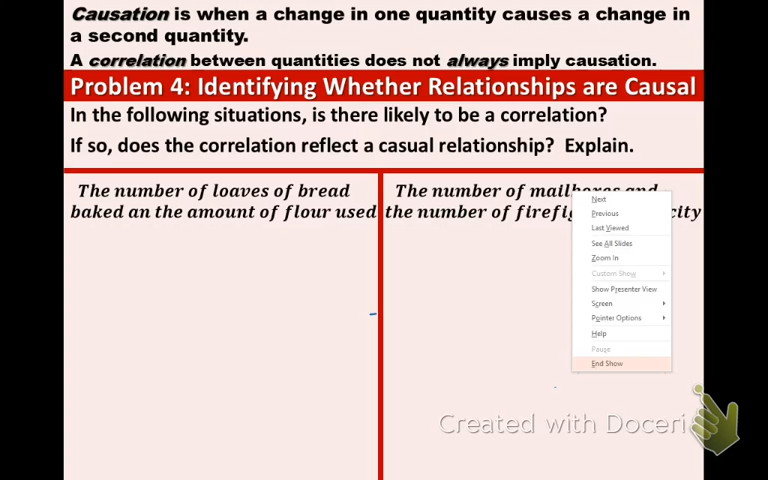 Causation is when a change in one quantity causes a change in
a second quantity.
A correlation between quantities does not always imply causation.
Problem 4: Identifying Whether Relationships are Causal
In the following situations, is there likely to be a correlation?
If so, does the correlation reflect a casual relationship? Explain.
The number of loaves of bread
baked an the amount of flour used
The number of mailboxes and
the number of firefig city
Next
Previous
Last Viewed
See All Slides
Zoom In
Custom Show
Show Presenter View
Screen
Pointer Options
Help
Pause
End Show
Created with Doceri